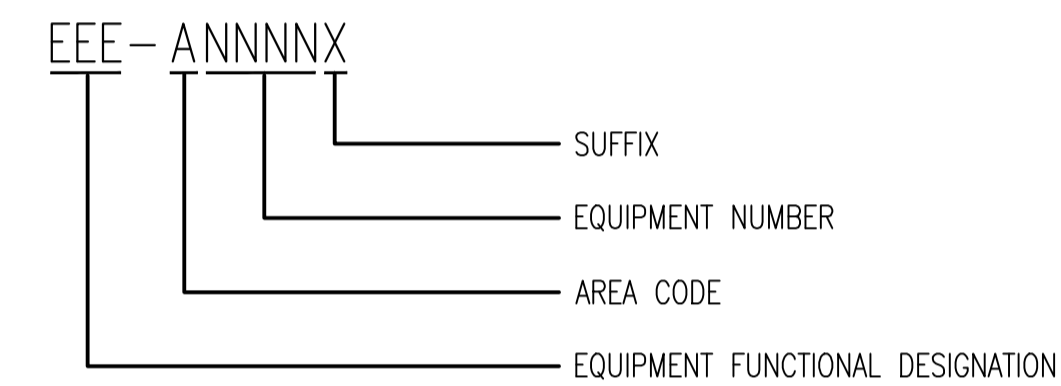 EEE- ANNNNX
SUFFIX
EQUIPMENT NUMBER
AREA CODE
EQUIPMENT FUNCTIONAL DESIGNATION